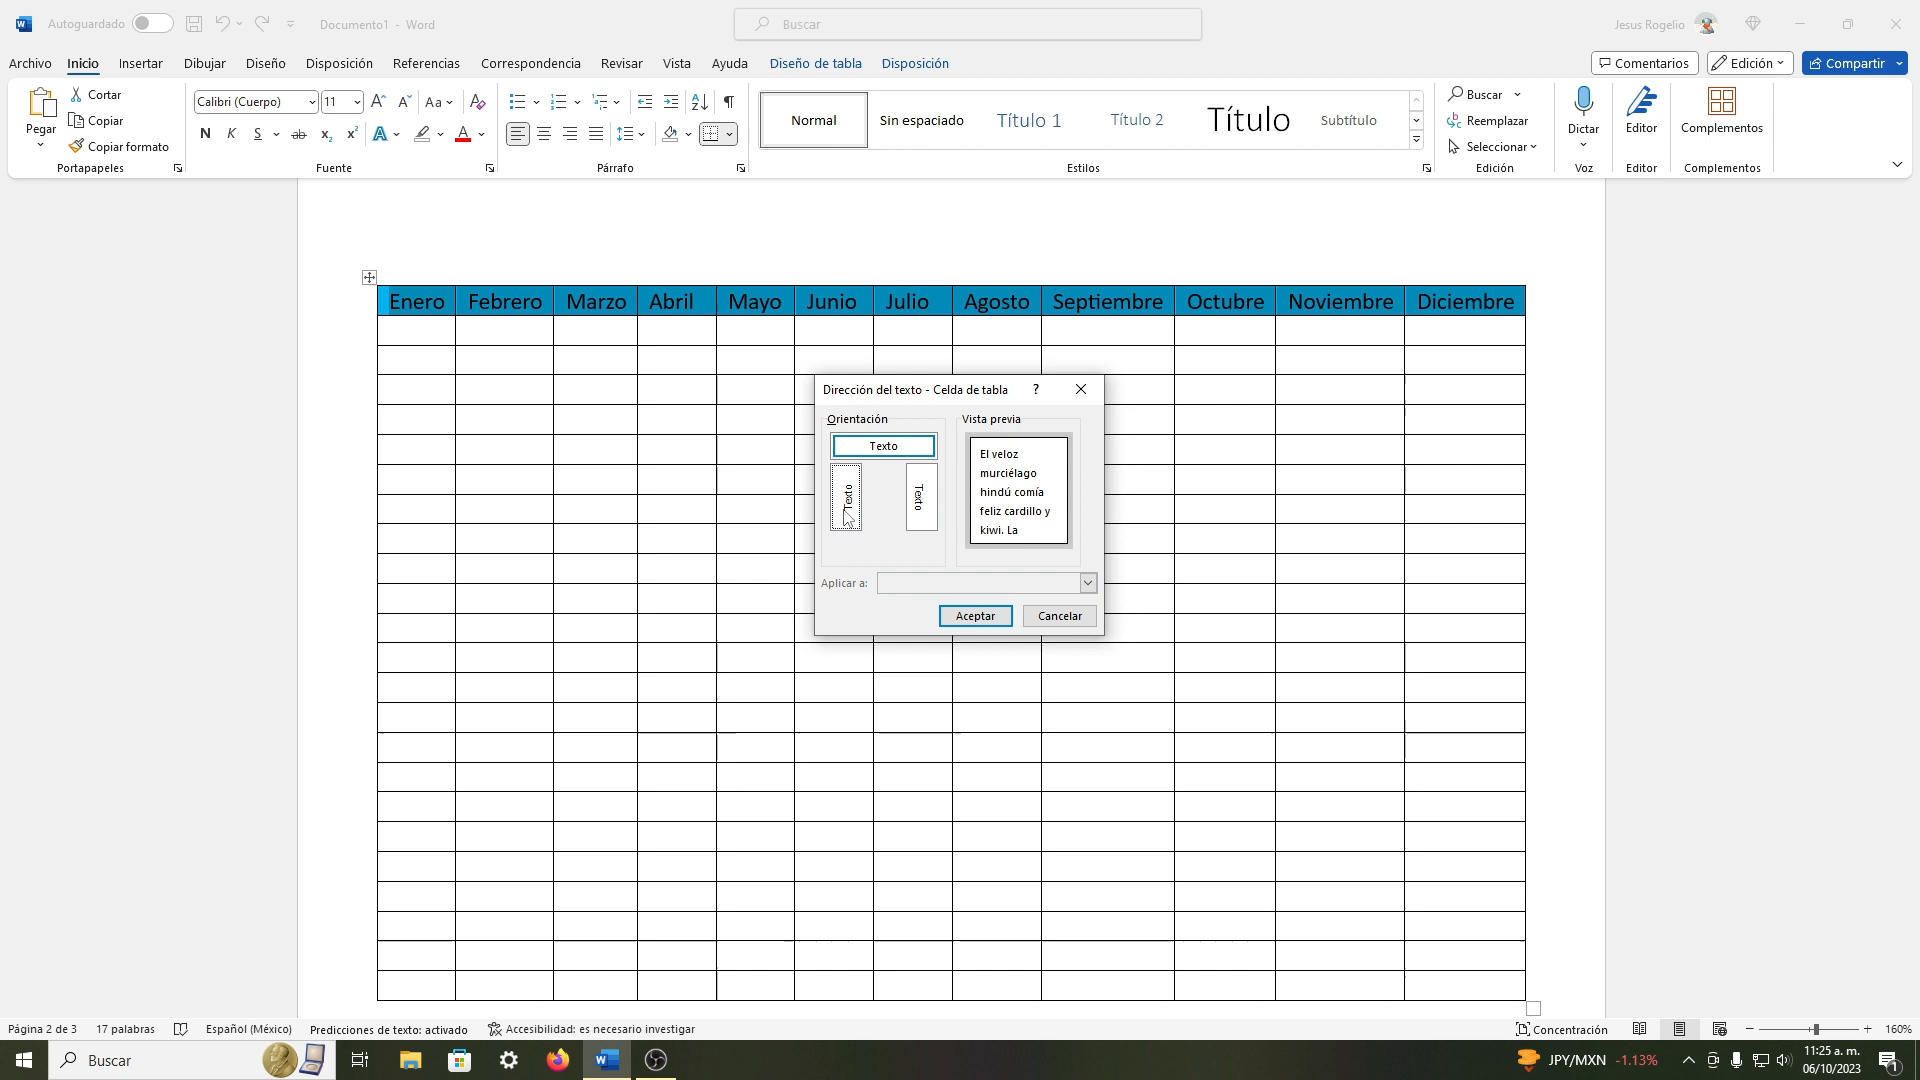 Autoguardado
Documento1 - Word
Buscar
Jesus Rogelio
Archivo Inicio Insertar Dibujar Diseño Disposición Referencias Correspondencia Revisar Vista Ayuda Diseño de tabla Disposición
Comentarios Edición Compartir
Pegar
Cortar
Copiar
Copiar formato
Portapapeles
Calibri (Cuerpo) 11
N K S ab x₂ x² A A
Fuente
Párrafo
Normal Sin espaciado Título 1 Título 2 Título Subtítulo
Estilos
Buscar
Reemplazar
Seleccionar
Edición
Dictar
Voz
Editor
Editor
Complementos
Complementos
Enero Febrero Marzo Abril Mayo Junio Julio Agosto Septiembre Octubre Noviembre Diciembre
Dirección del texto - Celda de tabla ?
Orientación
Texto
Texto
Texto
Vista previa
El veloz
murciélago
hindú comía
feliz cardillo y
kiwi. La
Aplicar a:
Aceptar Cancelar
Página 2 de 3 17 palabras Español (México) Predicciones de texto: activado Accesibilidad: es necesario investigar
Concentración 160%
Buscar
JPY/MXN -1.13%
11:25 a. m.
06/10/2023
1